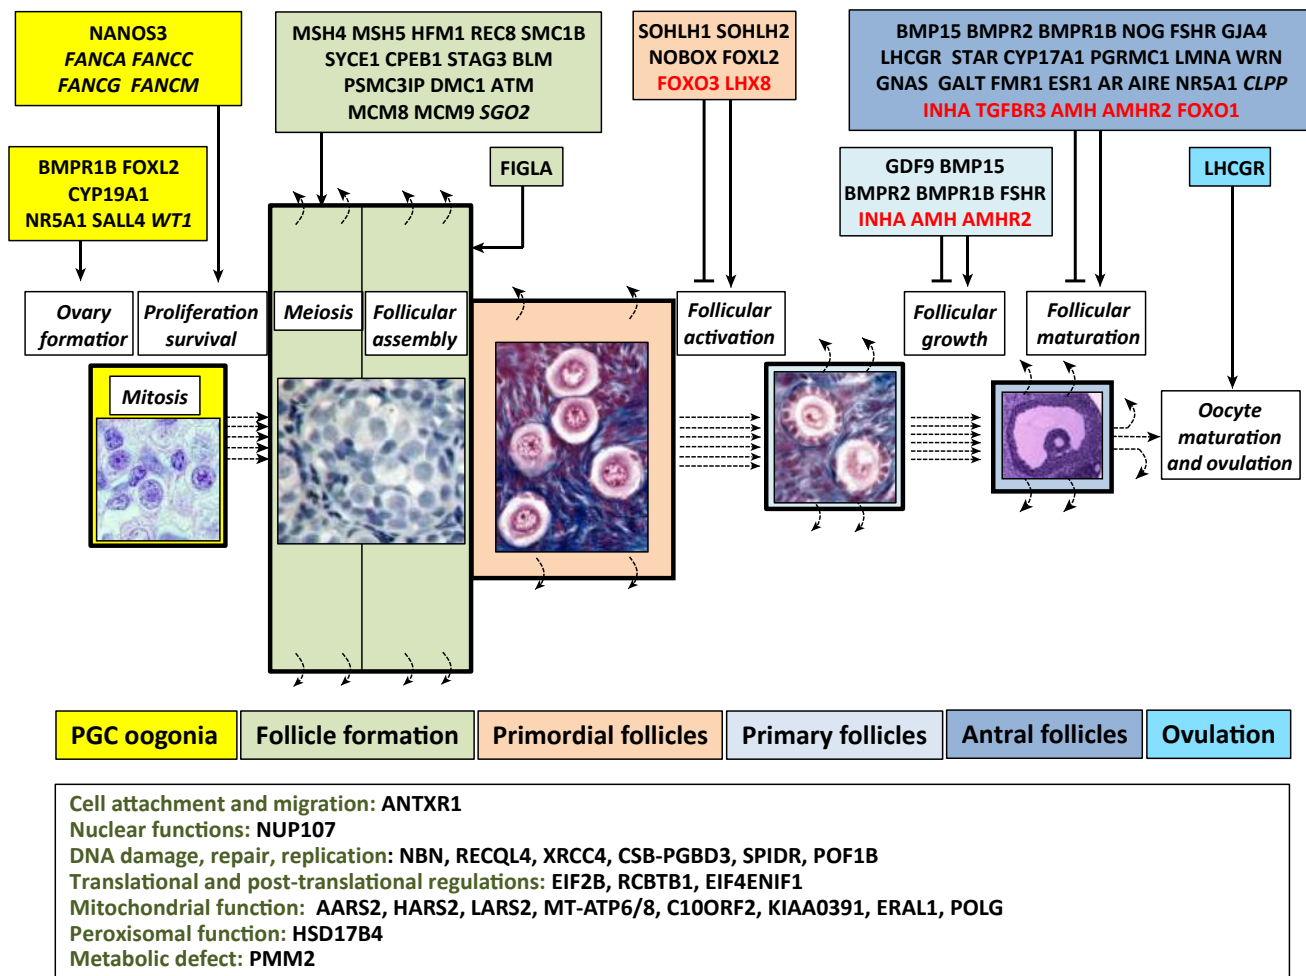 NANOS3
FANCA FANCC
FANCG FANCM
MSH4 MSH5 HFM1 REC8 SMC1B
SYCE1 CPEB1 STAG3 BLM
PSMC3IP DMC1 ATM
MCM8 MCM9 SGO2
SOHLH1 SOHLH2
NOBOX FOXL2
FOXO3 LHX8
BMP15 BMPR2 BMPR1B NOG FSHR GJA4
LHCGR STAR CYP17A1 PGRMC1 LMNA WRN
GNAS GALT FMR1 ESR1 AR AIRE NR5A1 CLPP
INHA TGFBR3 AMH AMHR2 FOXO1
BMPR1B FOXL2
CYP19A1
NR5A1 SALL4 WT1
FIGLA
GDF9 BMP15
BMPR2 BMPR1B FSHR
INHA AMH AMHR2
LHCGR
Ovary
formation
Proliferation
survival
Meiosis
Follicular
assembly
Follicular
activation
Follicular
growth
Follicular
maturation
Mitosis
Oocyte
maturation
and ovulation
PGC oogonia
Follicle formation
Primordial follicles
Primary follicles
Antral follicles
Ovulation
Cell attachment and migration: ANTXR1
Nuclear functions: NUP107
DNA damage, repair, replication: NBN, RECQL4, XRCC4, CSB-PGBD3, SPIDR, POF1B
Translational and post-translational regulations: EIF2B, RCBTB1, EIF4ENIF1
Mitochondrial function: AARS2, HARS2, LARS2, MT-ATP6/8, C10ORF2, KIAA0391, ERAL1, POLG
Peroxisomal function: HSD17B4
Metabolic defect: PMM2